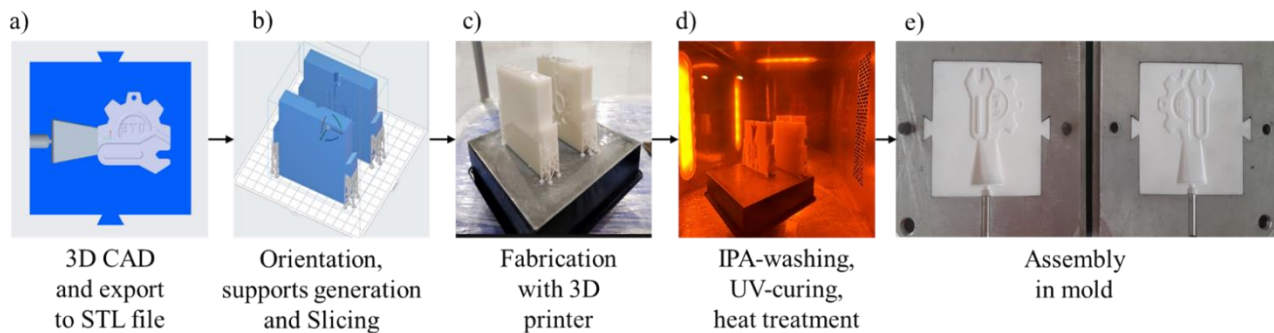 a)
b)
c)
d)
e)
3D CAD
and export
to STL file
Orientation,
supports generation
and Slicing
Fabrication
with 3D
printer
IPA-washing,
UV-curing,
heat treatment
Assembly
in mold